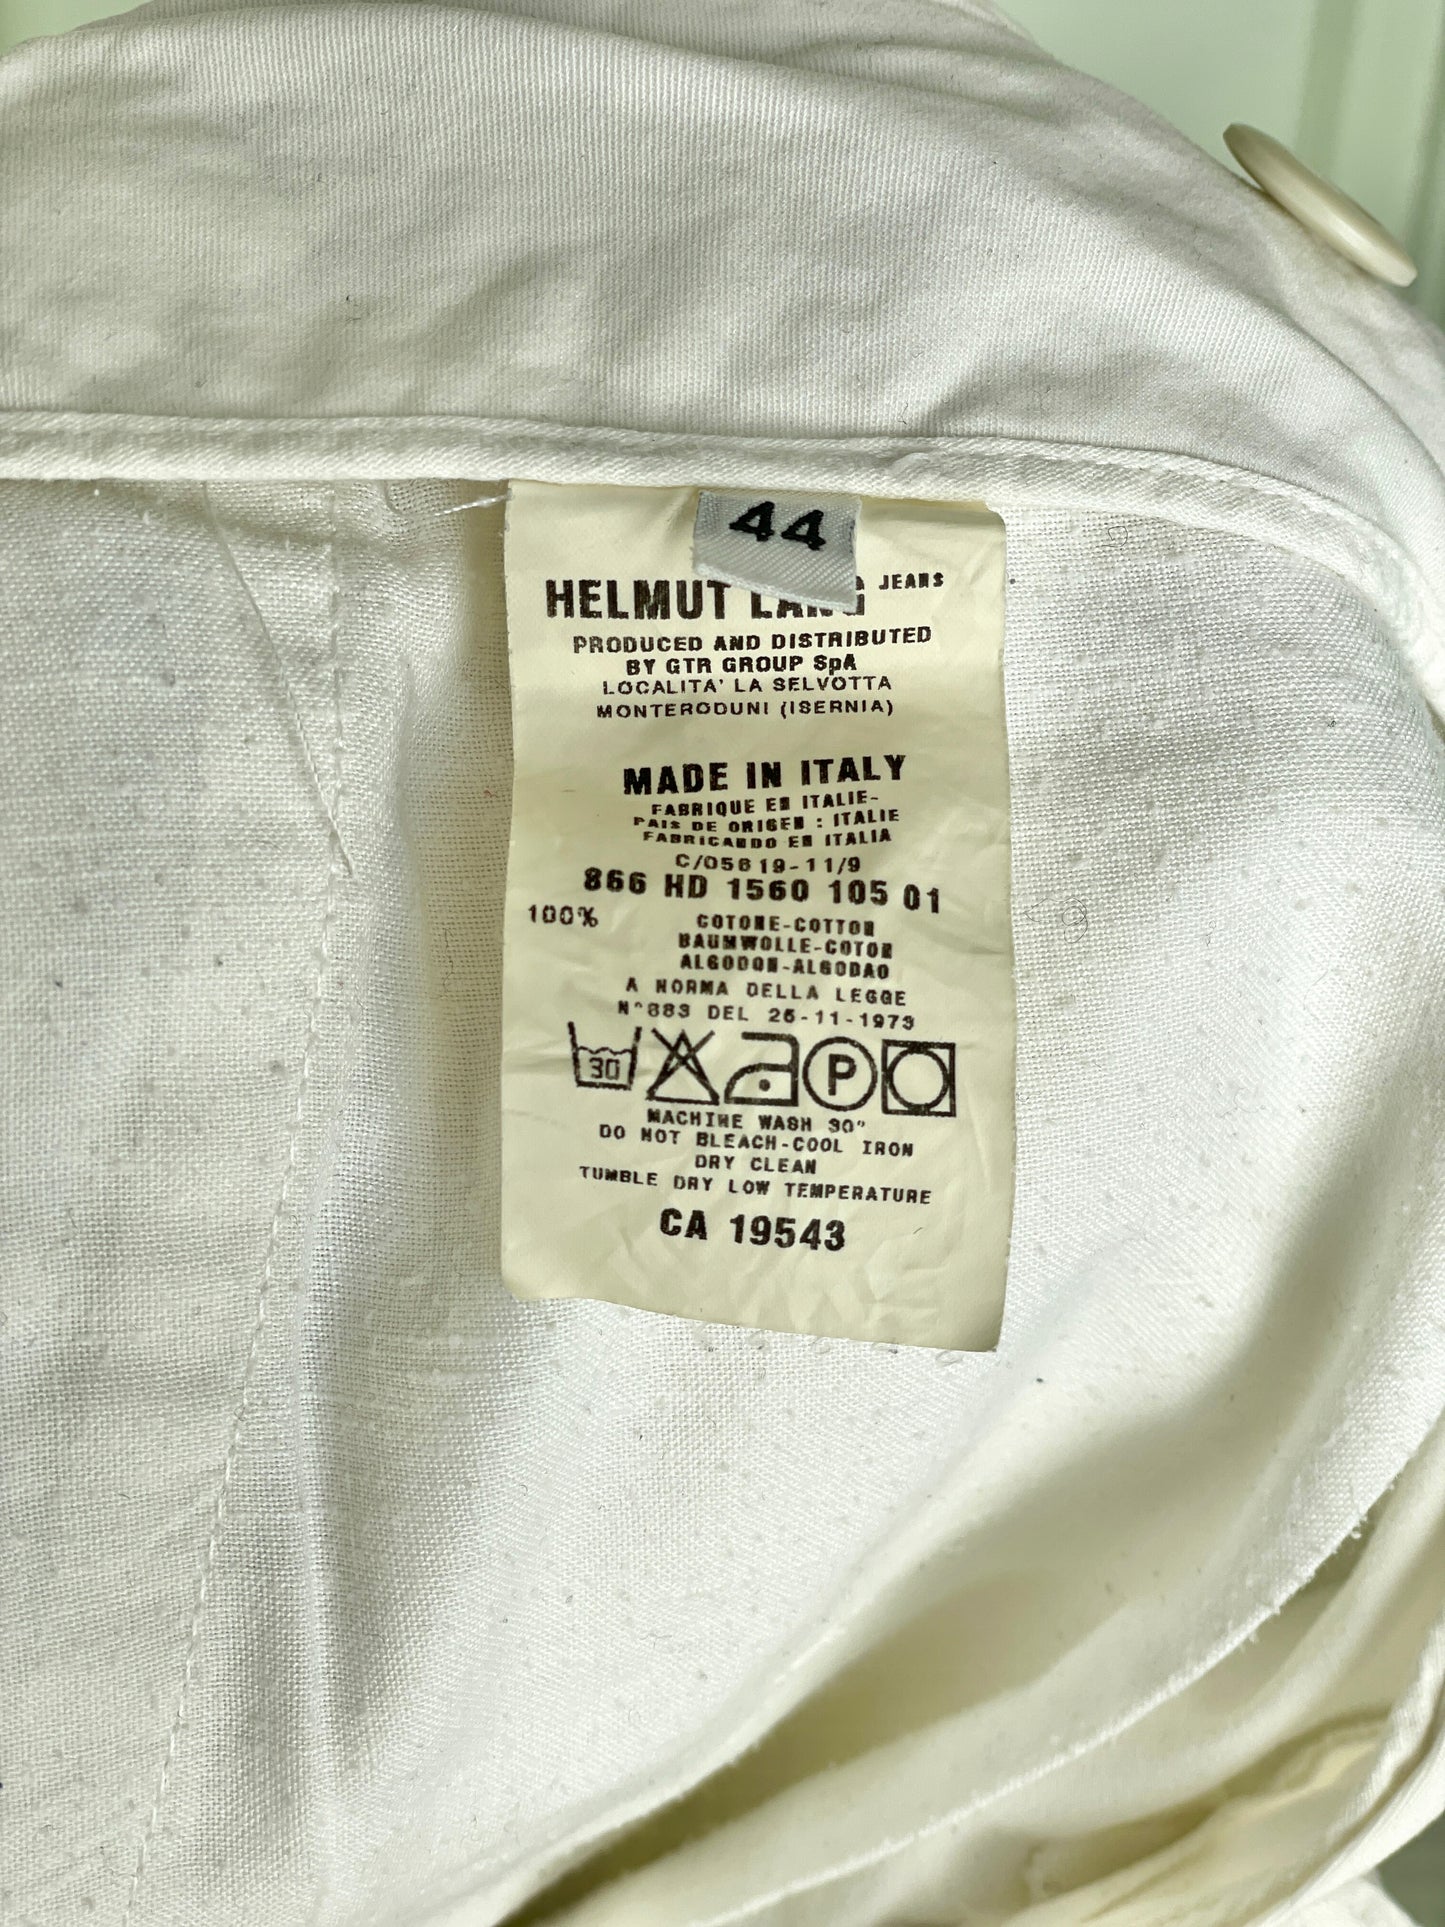 44
HELMUT LANG JEANS
PRODUCED AND DISTRIBUTED
BY GTR GROUP SpA
LOCALITA' LA SELVOTTA
MONTERODUNI (ISERNIA)
MADE IN ITALY
FABRIQUE EN ITALIE-
PAIS DE ORIGEN : ITALIE
FABRICANDO EN ITALIA
C/05619-11/9
866 HD 1560 105 01
100% COTONE-COTTON
BAUMWOLLE-COTON
ALGODON-ALGODAO
A NORMA DELLA LEGGE
N°883 DEL 26-11-1973
30 P
MACHINE WASH 30"
DO NOT BLEACH-COOL IRON
DRY CLEAN
TUMBLE DRY LOW TEMPERATURE
CA 19543